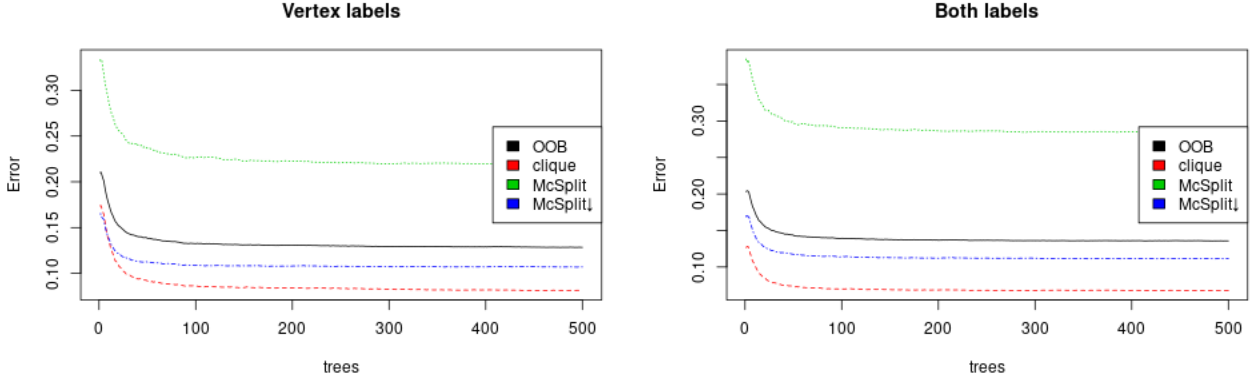 Vertex labels
Error
0.10 0.15 0.20 0.25 0.30
OOB
clique
McSplit
McSplit↓
0 100 200 300 400 500
trees
Both labels
Error
0.10 0.20 0.30
OOB
clique
McSplit
McSplit↓
0 100 200 300 400 500
trees